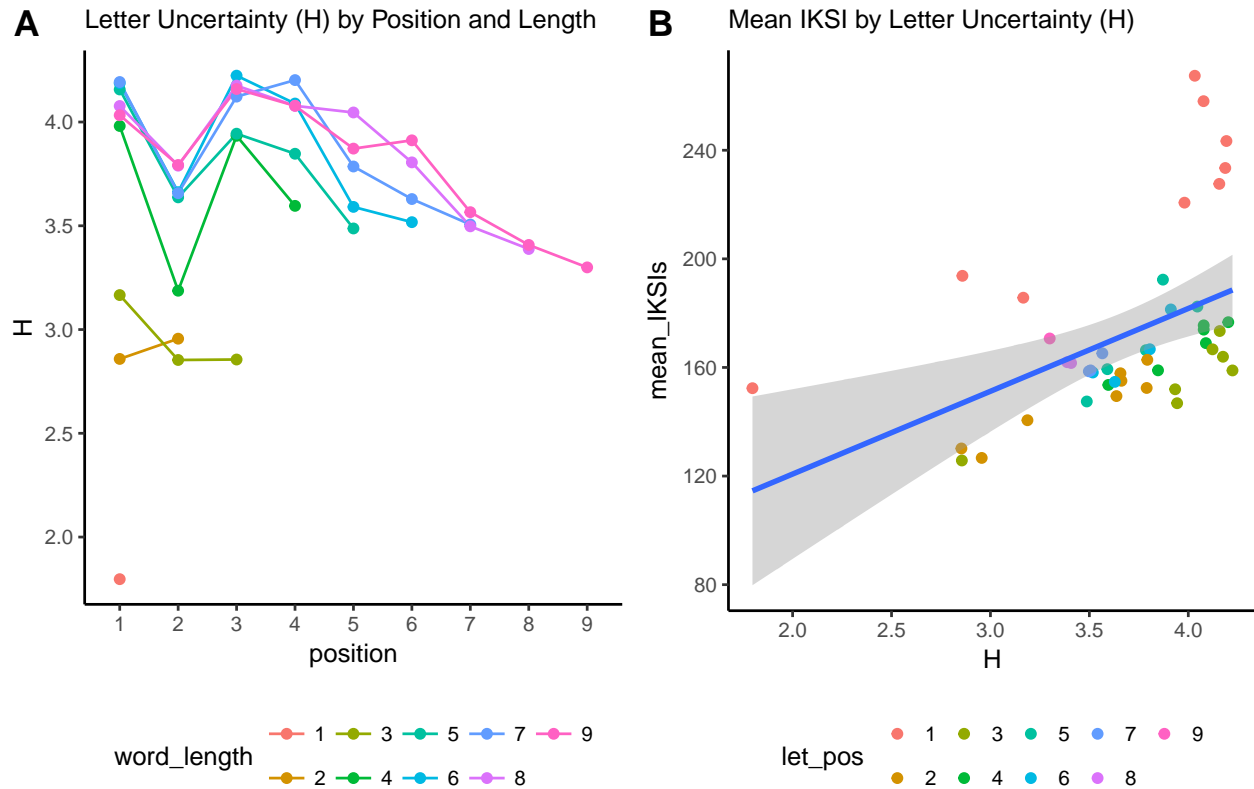 A Letter Uncertainty (H) by Position and Length
4.0
3.5
3.0
2.5
2.0
H
1 2 3 4 5 6 7 8 9
position
word_length
1 3 5 7 9
2 4 6 8
B Mean IKSI by Letter Uncertainty (H)
240
200
160
120
80
mean_IKSIs
2.0 2.5 3.0 3.5 4.0
H
let_pos
1 3 5 7 9
2 4 6 8